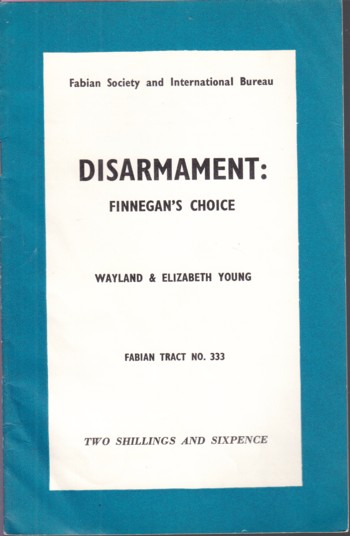 Fabian Society and International Bureau
DISARMAMENT:
FINNEGAN'S CHOICE
WAYLAND & ELIZABETH YOUNG
FABIAN TRACT NO. 333
TWO SHILLINGS AND SIXPENCE